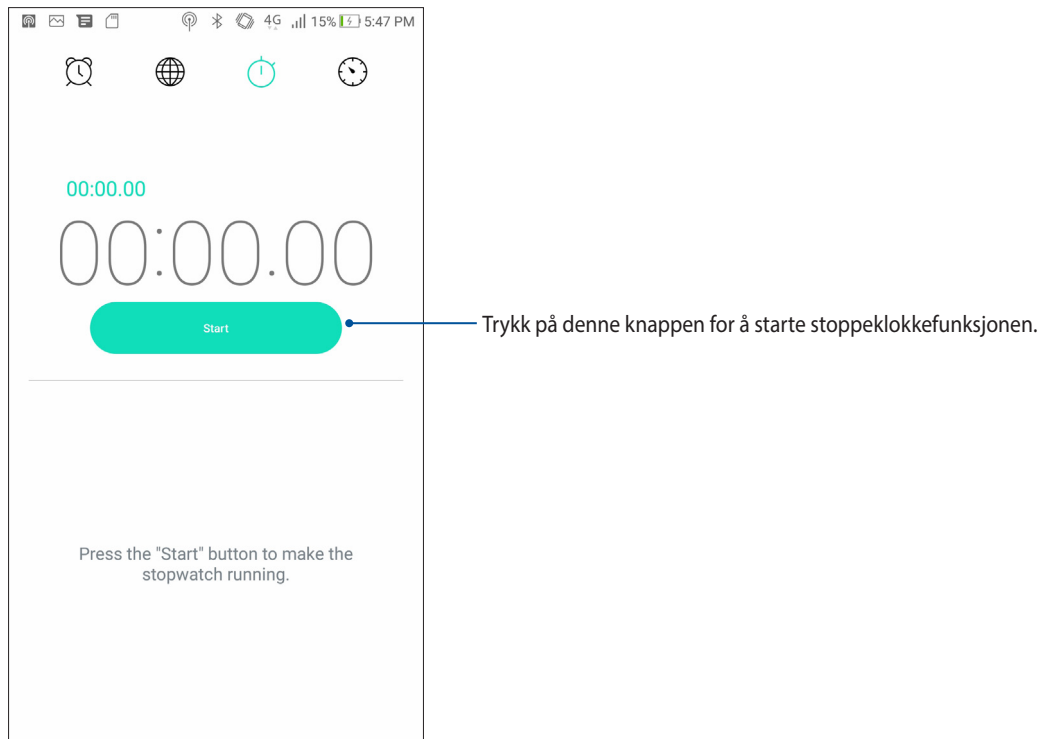 4G 15% 5:47 PM
00:00.00
00:00.00
Start
Trykk på denne knappen for å starte stoppeklokkefunksjonen.
Press the "Start" button to make the
stopwatch running.